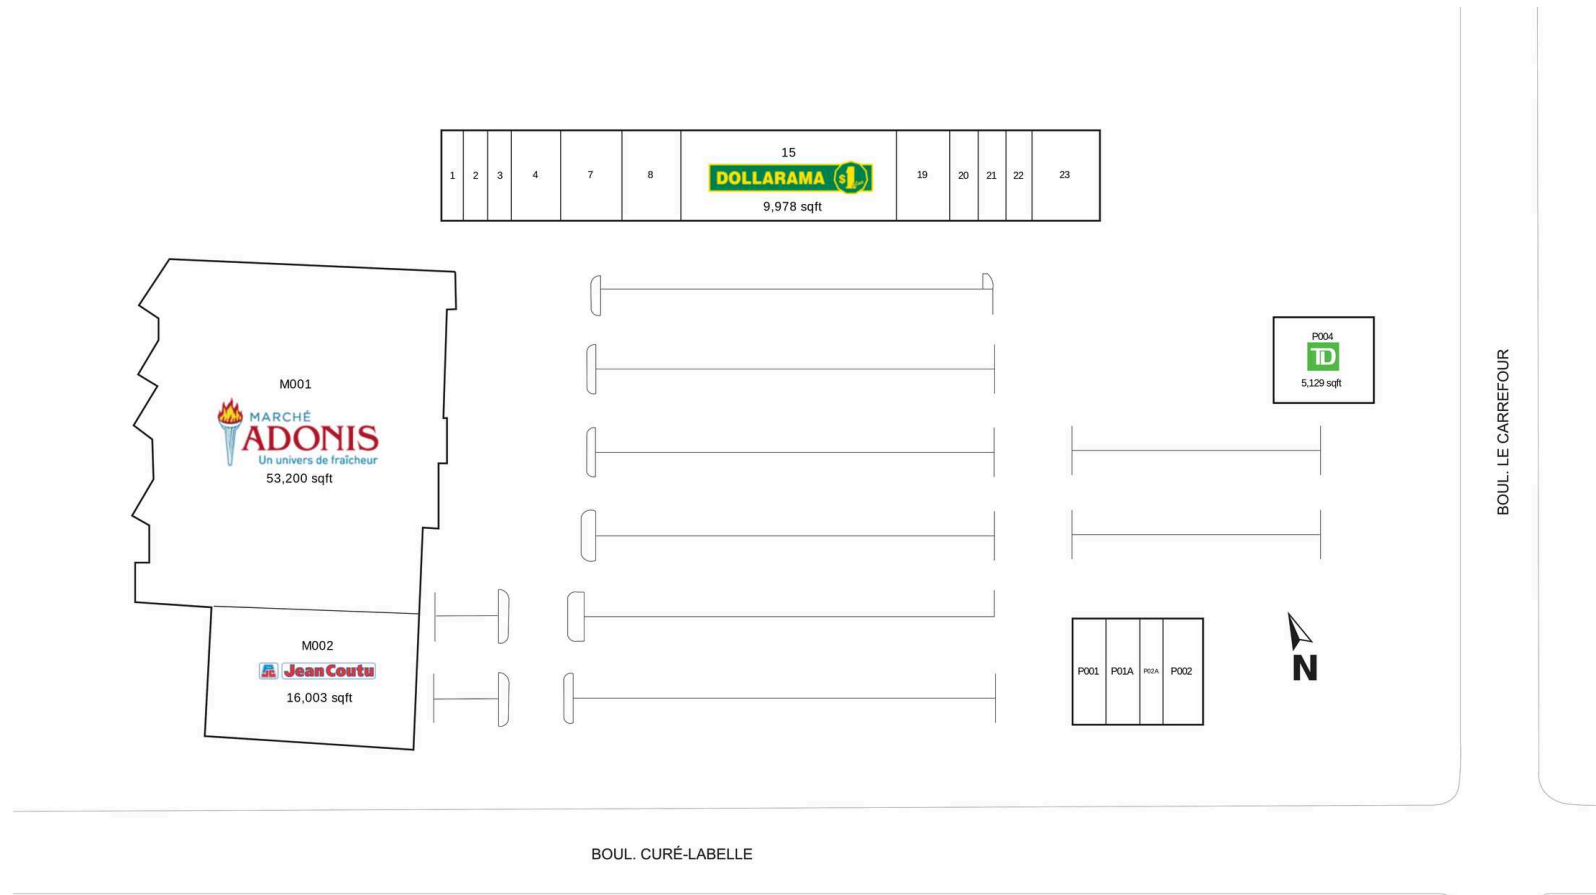 1 2 3 4 7 8 15 19 20 21 22 23
DOLLARAMA $1
9,978 sqft
P004
TD
5,129 sqft
M001
MARCHÉ
ADONIS
Un univers de fraîcheur
53,200 sqft
BOUL. LE CARREFOUR
M002
PJC Jean Coutu
16,003 sqft
P001 P01A P02A P002
N
BOUL. CURÉ-LABELLE